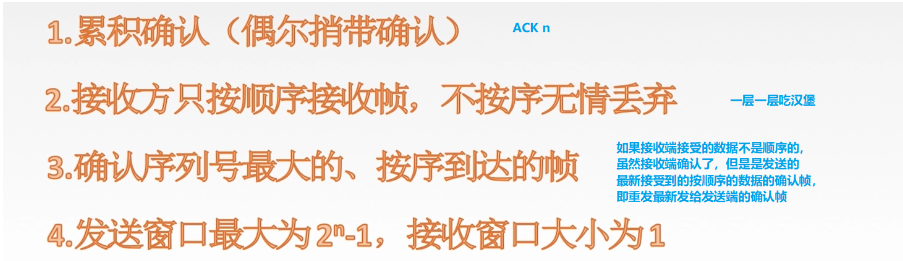 1.累积确认（偶尔捎带确认）
ACK n
2.接收方只按顺序接收帧，不按序无情丢弃
一层一层吃汉堡
3.确认序列号最大的、按序到达的帧
如果接收端接受的数据不是顺序的，
虽然接收端确认了，但是是发送的
最新接受到的按顺序的数据的确认帧，
即重发最新发给发送端的确认帧
4.发送窗口最大为 2ⁿ-1，接收窗口大小为 1